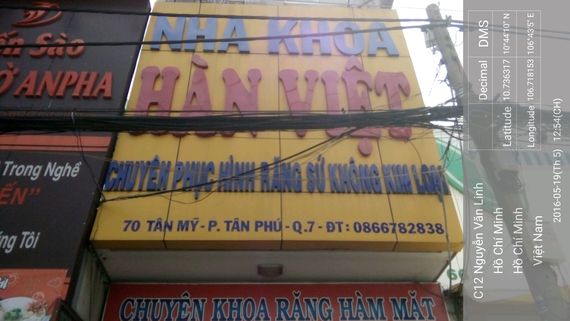 ến Sào
Ở ANPHA
Trong Nghề
ẾN”
ng Tôi
NHA KHOA
HÀN VIỆT
CHUYÊN PHỤC HÌNH RĂNG SỨ KHÔNG KIM LOẠI
70 TÂN MỸ - P. TÂN PHÚ - Q.7 - ĐT: 0866782838
CHUYÊN KHOA RĂNG HÀM MẶT
Decimal DMS
Latitude 10.736317 10°44'10" N
Longitude 106.718153 106°43'5" E
2016-05-19(Th 5) 12:54(CH)
C12 Nguyễn Văn Linh
Hồ Chí Minh
Hồ Chí Minh
Việt Nam